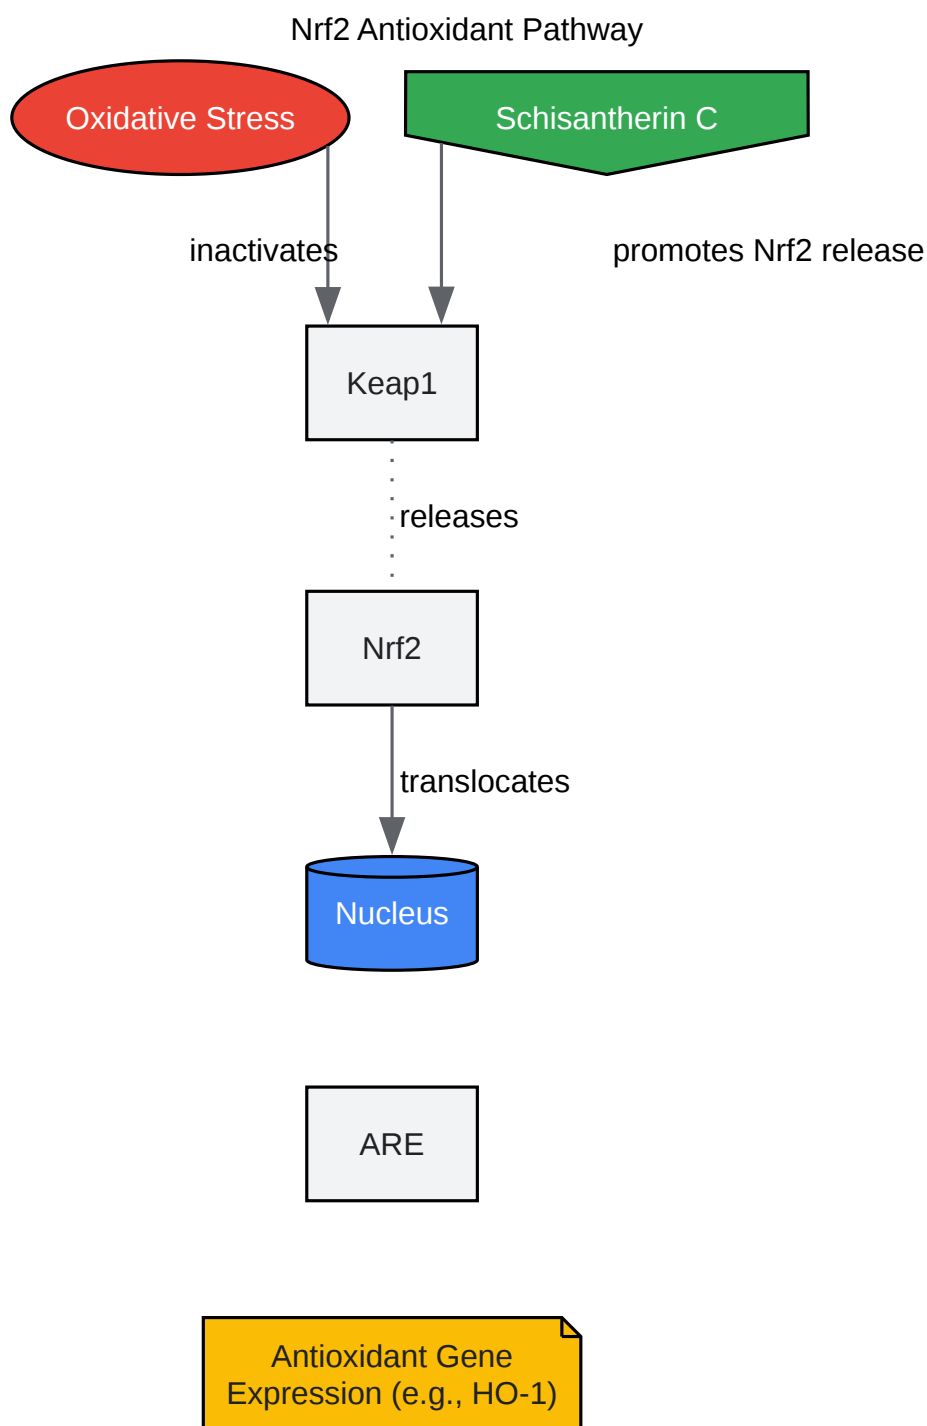 Nrf2 Antioxidant Pathway
Oxidative Stress
Schisantherin C
inactivates
promotes Nrf2 release
Keap1
releases
Nrf2
translocates
Nucleus
ARE
Antioxidant Gene
Expression (e.g., HO-1)